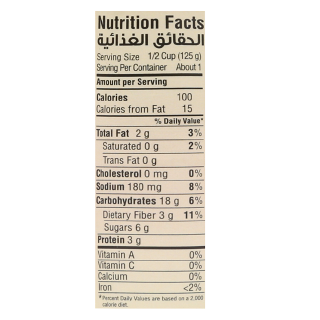 Nutrition Facts
الحقائق الغذائية
Serving Size 1/2 Cup (125 g)
Serving Per Container About 1
Amount per Serving
Calories 100
Calories from Fat 15
% Daily Value*
Total Fat 2 g 3%
Saturated 0 g 2%
Trans Fat 0 g
Cholesterol 0 mg 0%
Sodium 180 mg 8%
Carbohydrates 18 g 6%
Dietary Fiber 3 g 11%
Sugars 6 g
Protein 3 g
Vitamin A 0%
Vitamin C 0%
Calcium 0%
Iron <2%
*Percent Daily Values are based on a 2,000
calorie diet.